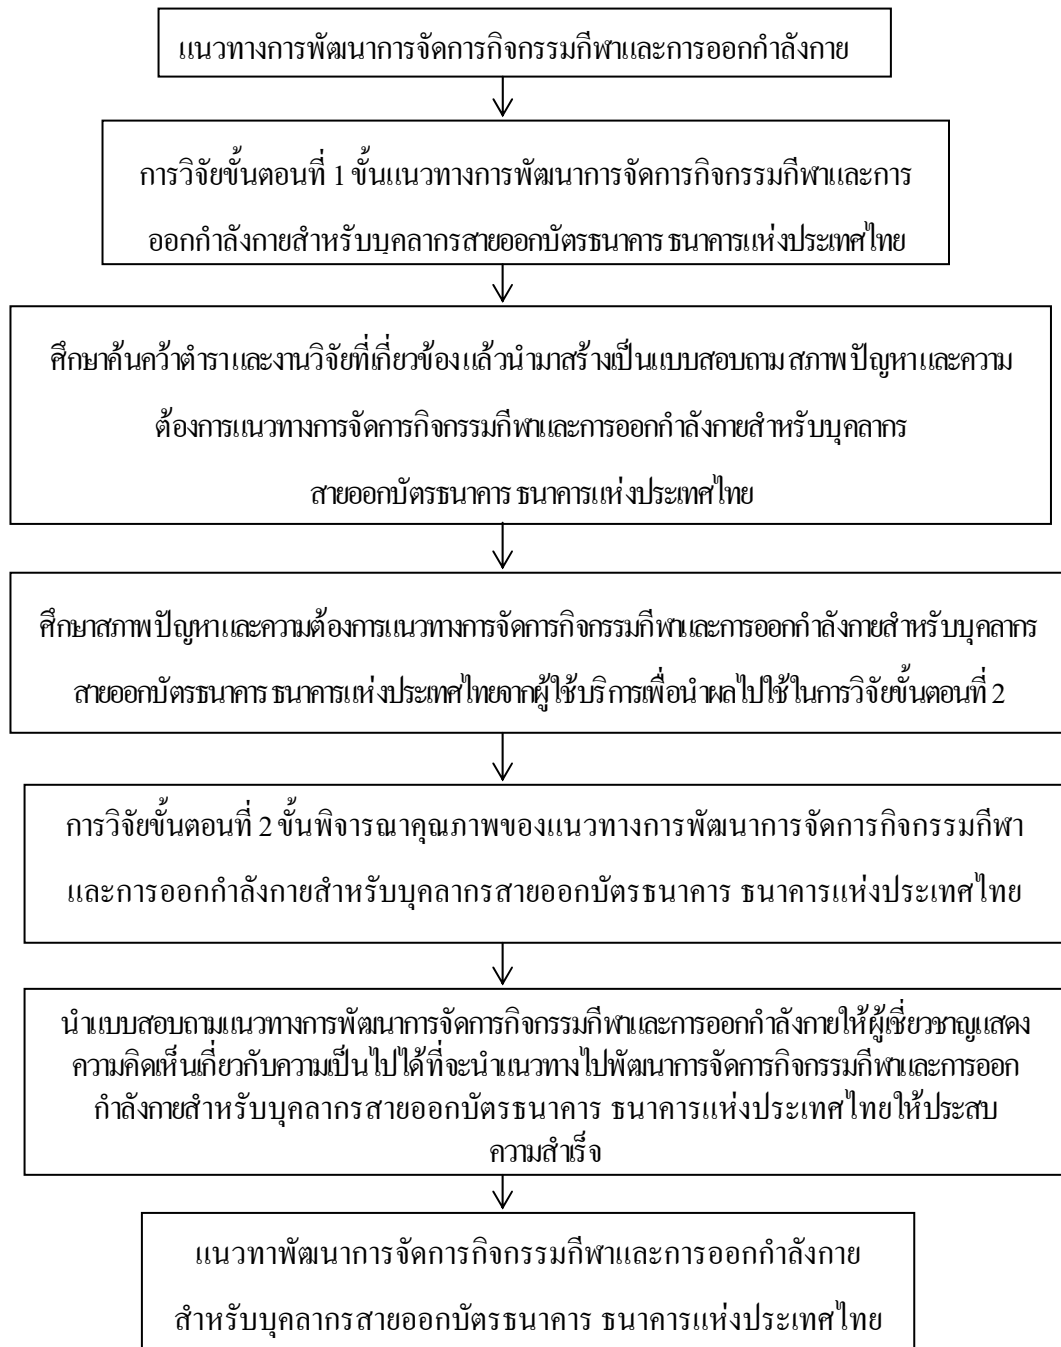 แนวทางการพัฒนาการจัดการกิจกรรมกีฬาและการออกกำลังกาย
การวิจัยขั้นตอนที่ 1 ขั้นแนวทางการพัฒนาการจัดการกิจกรรมกีฬาและการ
ออกกำลังกายสำหรับบุคลากรสายออกบัตรธนาคาร ธนาคารแห่งประเทศไทย
ศึกษาค้นคว้าตำราและงานวิจัยที่เกี่ยวข้อง แล้วนำมาสร้างเป็นแบบสอบถาม สภาพ ปัญหา และความ
ต้องการแนวทางการจัดการกิจกรรมกีฬาและการออกกำลังกายสำหรับบุคลากร
สายออกบัตรธนาคาร ธนาคารแห่งประเทศไทย
ศึกษาสภาพ ปัญหา และความต้องการแนวทางการจัดการกิจกรรมกีฬาและการออกกำลังกายสำหรับบุคลากร
สายออกบัตรธนาคาร ธนาคารแห่งประเทศไทยจากผู้ใช้บริการเพื่อนำผลไปใช้ในการวิจัยขั้นตอนที่ 2
การวิจัยขั้นตอนที่ 2 ขั้นพิจารณาคุณภาพของแนวทางการพัฒนาการจัดการกิจกรรมกีฬา
และการออกกำลังกายสำหรับบุคลากรสายออกบัตรธนาคาร ธนาคารแห่งประเทศไทย
นำแบบสอบถามแนวทางการพัฒนาการจัดการกิจกรรมกีฬาและการออกกำลังกายให้ผู้เชี่ยวชาญแสดง
ความคิดเห็นเกี่ยวกับความเป็นไปได้ที่จะนำแนวทางไปพัฒนาการจัดการกิจกรรมกีฬาและการออก
กำลังกายสำหรับบุคลากรสายออกบัตรธนาคาร ธนาคารแห่งประเทศไทยให้ประสบ
ความสำเร็จ
แนวทาพัฒนาการจัดการกิจกรรมกีฬาและการออกกำลังกาย
สำหรับบุคลากรสายออกบัตรธนาคาร ธนาคารแห่งประเทศไทย